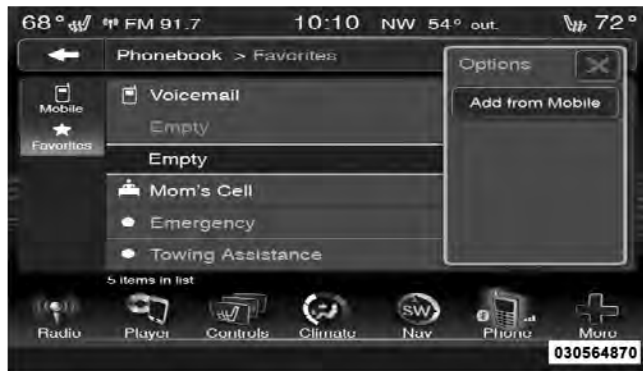 68° FM 91.7 10:10 NW 54° out. 72°
Phonebook > Favorites
Options
Mobile
Voicemail
Add from Mobile
Empty
Favorites
Empty
Mom's Cell
Emergency
Towing Assistance
5 items in list
Radio Player Controls Climate Nav Phone More
SW
030564870